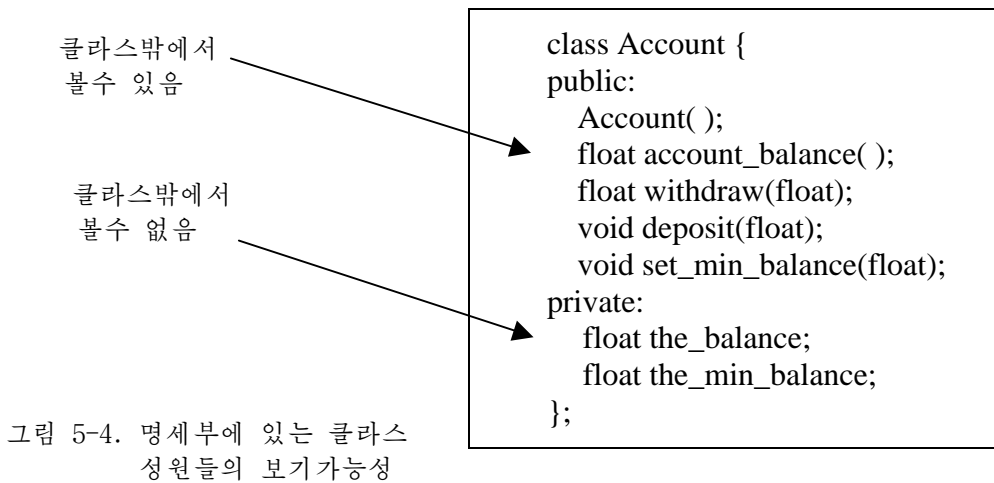 클라스밖에서
볼수 있음
클라스밖에서
볼수 없음
class Account {
public:
Account( );
float account_balance( );
float withdraw(float);
void deposit(float);
void set_min_balance(float);
private:
float the_balance;
float the_min_balance;
};
그림 5-4. 명세부에 있는 클라스
성원들의 보기가능성